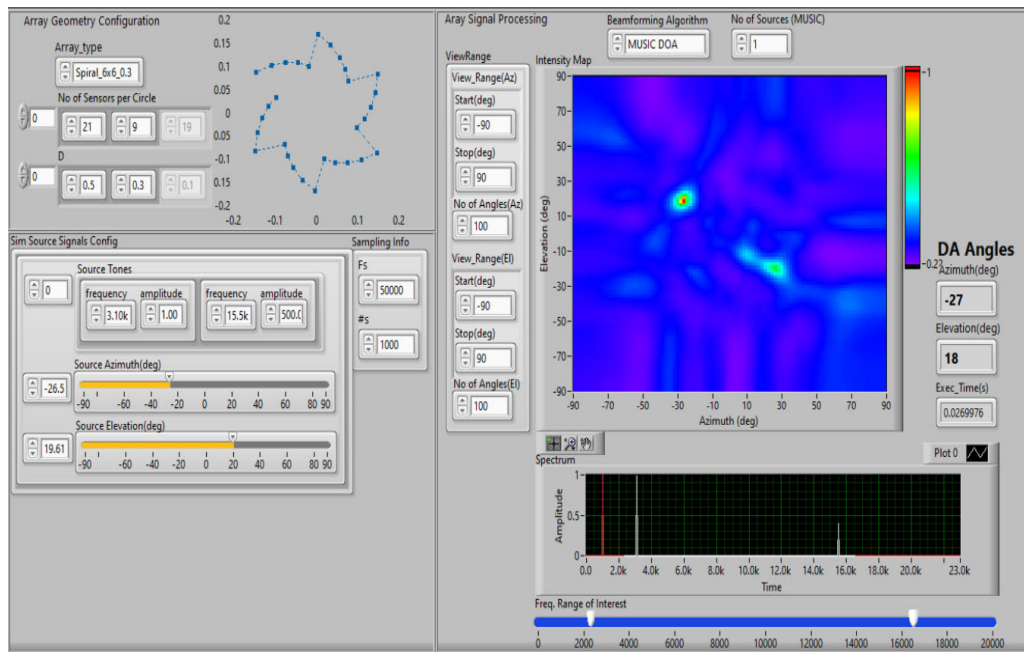 Array Geometry Configuration
Array_type
Spiral_6x6_0.3
No of Sensors per Circle
0
21
9
19
D
0
0.5
0.3
0.1
0.2
0.15
0.1
0.05
0
0.05
-0.1
0.15
-0.2
-0.2 -0.1 0 0.1 0.2
Sim Source Signals Config
0
Source Tones
frequency amplitude frequency amplitude
3.10k 1.00 15.5k 500.0
Source Azimuth(deg)
-26.5
-90 -60 -40 -20 0 20 40 60 80 90
Source Elevation(deg)
19.61
-90 -60 -40 -20 0 20 40 60 80 90
Sampling Info
Fs
50000
#s
1000
Aray Signal Processing
Beamforming Algorithm
MUSIC DOA
No of Sources (MUSIC)
1
ViewRange
View_Range(Az)
Start(deg)
-90
Stop(deg)
90
No of Angles(Az)
100
View_Range(El)
Start(deg)
-90
Stop(deg)
90
No of Angles(El)
100
Intensity Map
90
70
50
30
10
-10
-30
-50
-70
-90
Elevation (deg)
-90 -70 -50 -30 -10 10 30 50 70 90
Azimuth (deg)
1
-0.22
DA Angles
Azimuth(deg)
-27
Elevation(deg)
18
Exec_Time(s)
0.0269976
Spectrum
Plot 0
Amplitude
1
0.5
0
0.0 2.0k 4.0k 6.0k 8.0k 10.0k 12.0k 14.0k 16.0k 18.0k 20.0k 23.0k
Time
Freq. Range of Interest
0 2000 4000 6000 8000 10000 12000 14000 16000 18000 20000